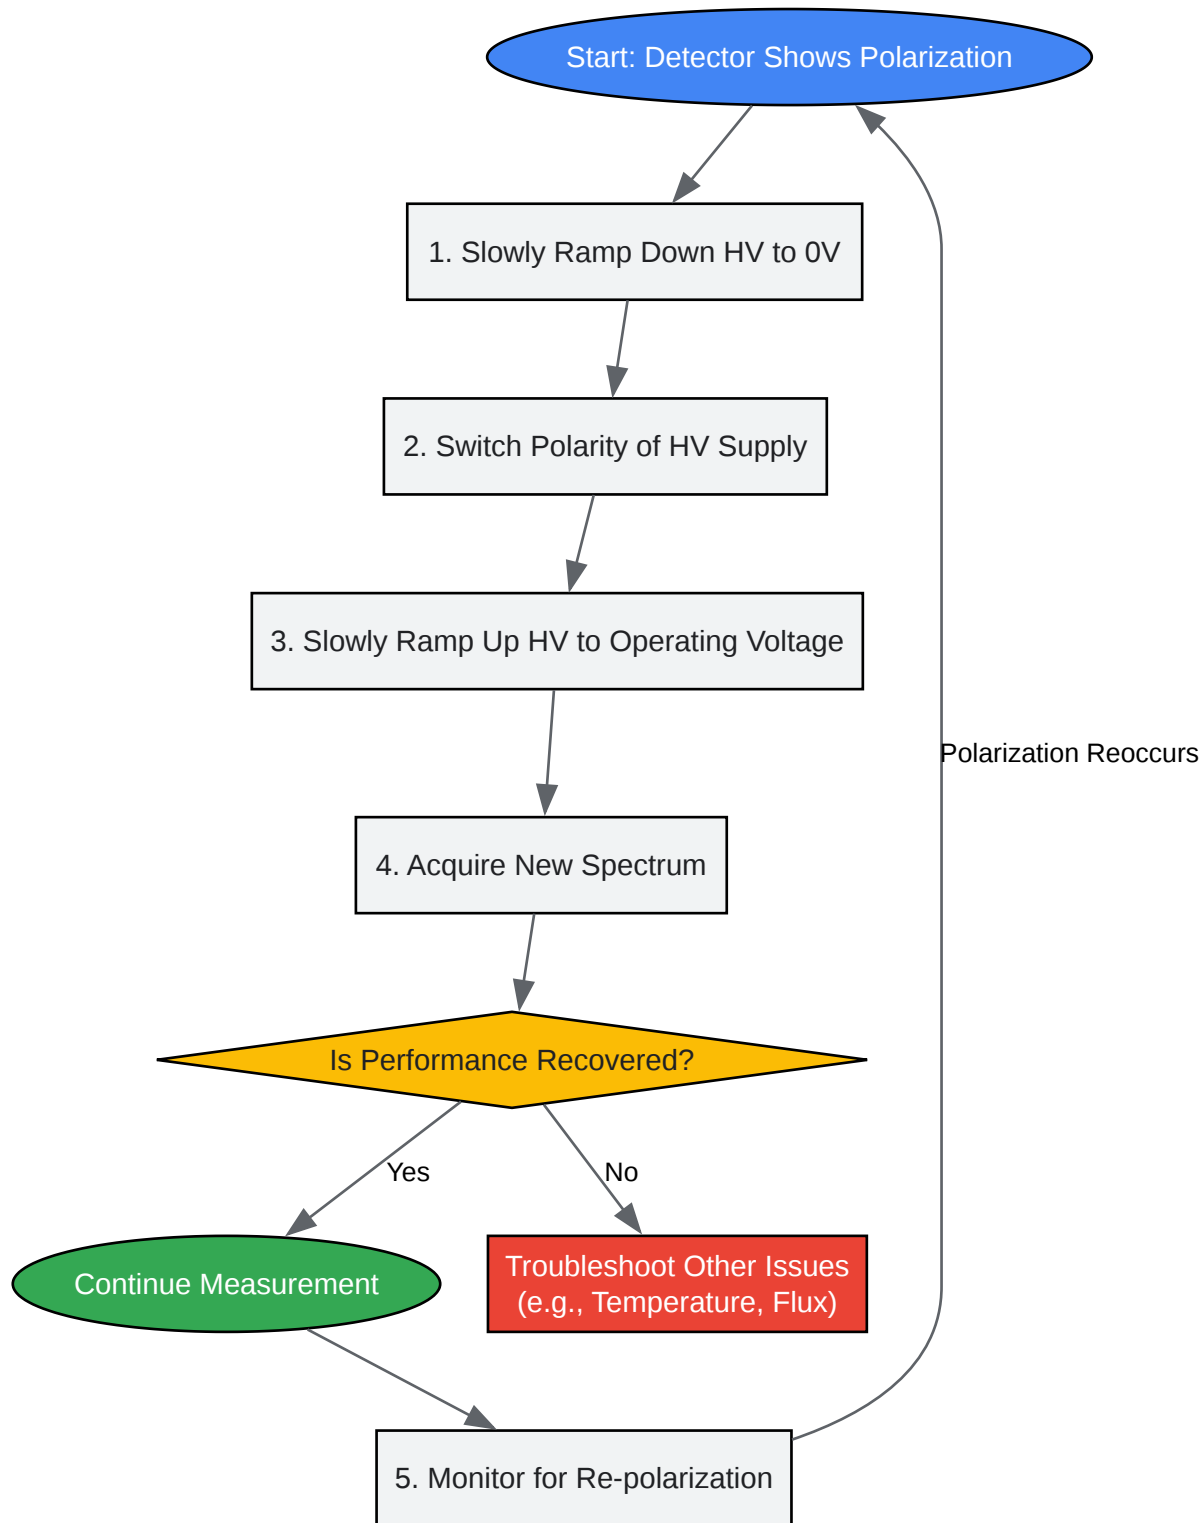 Start: Detector Shows Polarization
1. Slowly Ramp Down HV to 0V
2. Switch Polarity of HV Supply
3. Slowly Ramp Up HV to Operating Voltage
Polarization Reoccurs
4. Acquire New Spectrum
Is Performance Recovered?
Yes
No
Continue Measurement
Troubleshoot Other Issues
(e.g., Temperature, Flux)
5. Monitor for Re-polarization